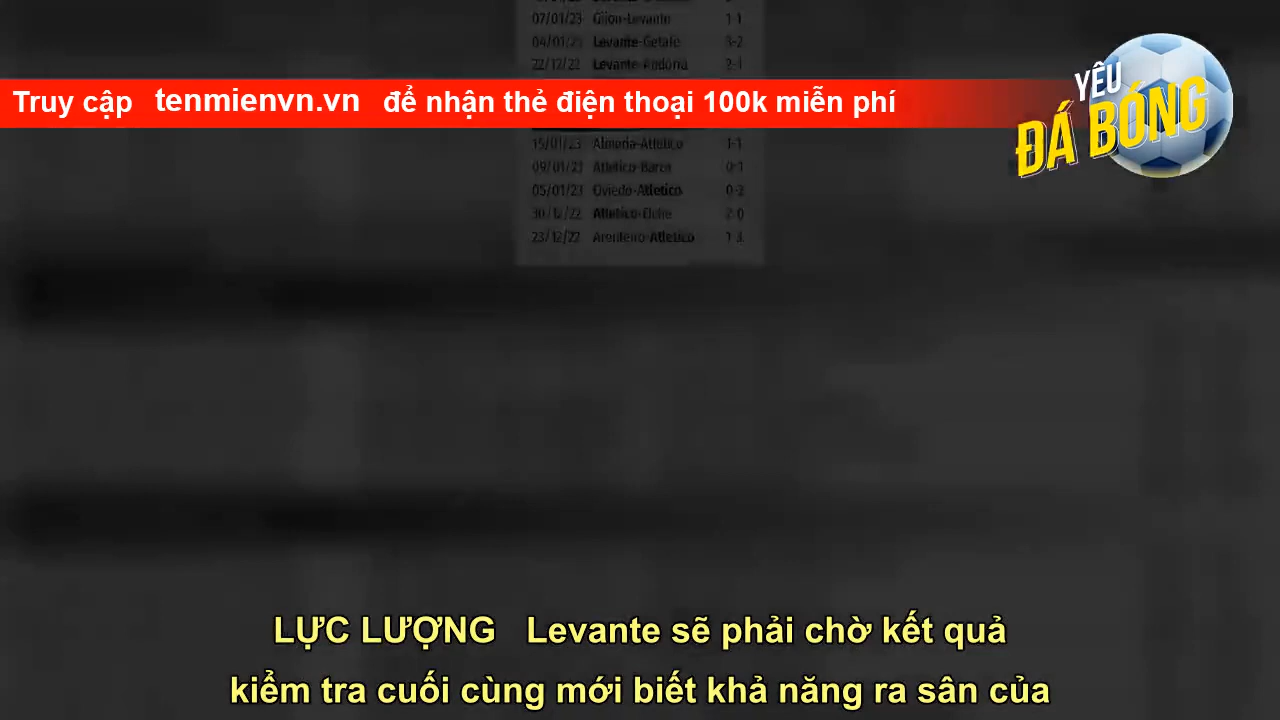 07/01/23 Gijon-Levante 1-1
04/01/23 Levante-Getafe 3-2
22/12/22 Levante-Andorra 2-1
YÊU
ĐÁ BÓNG
Truy cập tenmienvn.vn để nhận thẻ điện thoại 100k miễn phí
15/01/23 Almeria-Atletico 1-1
09/01/23 Atletico-Barca 0-1
05/01/23 Oviedo-Atletico 0-2
30/12/22 Atletico-Elche 2-0
23/12/22 Arenteiro-Atletico 1-3
LỰC LƯỢNG Levante sẽ phải chờ kết quả
kiểm tra cuối cùng mới biết khả năng ra sân của